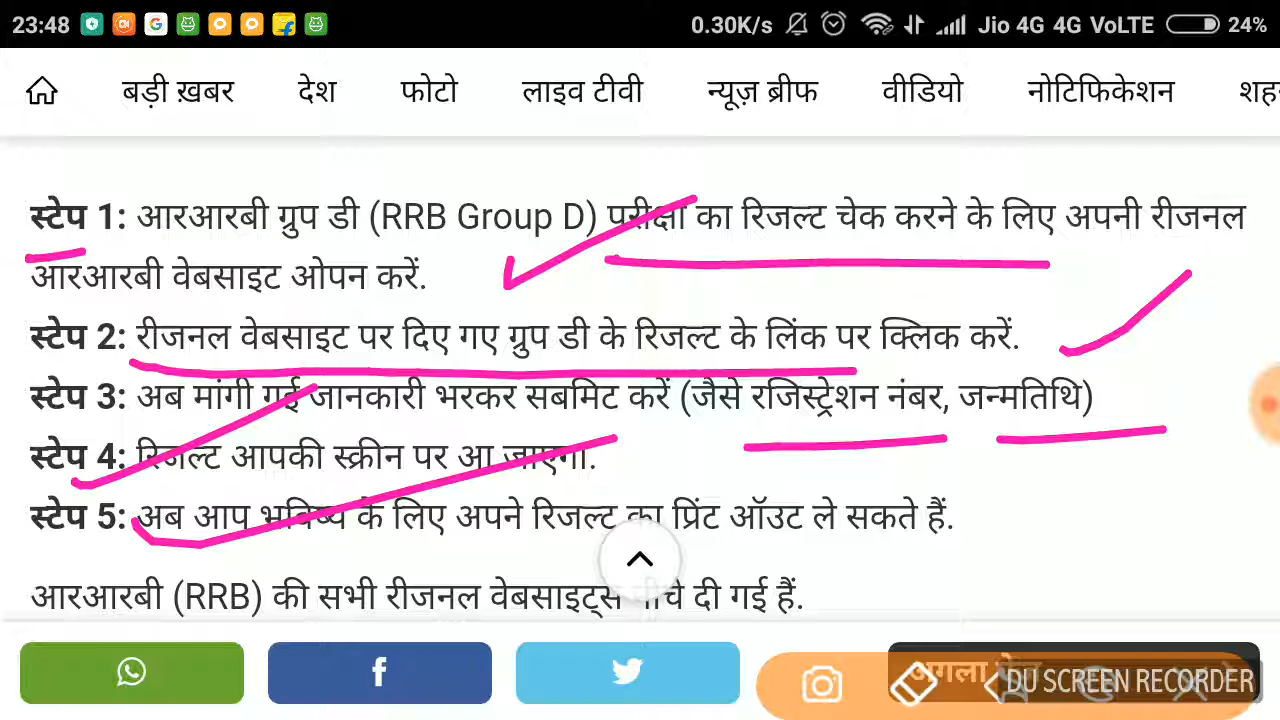 23:48 0.30K/s Jio 4G 4G VoLTE 24%
बड़ी ख़बर देश फोटो लाइव टीवी न्यूज़ ब्रीफ वीडियो नोटिफिकेशन शहर
स्टेप 1: आरआरबी ग्रुप डी (RRB Group D) परीक्षा का रिजल्ट चेक करने के लिए अपनी रीजनल
आरआरबी वेबसाइट ओपन करें.
स्टेप 2: रीजनल वेबसाइट पर दिए गए ग्रुप डी के रिजल्ट के लिंक पर क्लिक करें.
स्टेप 3: अब मांगी गई जानकारी भरकर सबमिट करें (जैसे रजिस्ट्रेशन नंबर, जन्मतिथि)
स्टेप 4: रिजल्ट आपकी स्क्रीन पर आ जाएगा.
स्टेप 5: अब आप भविष्य के लिए अपने रिजल्ट का प्रिंट ऑउट ले सकते हैं.
आरआरबी (RRB) की सभी रीजनल वेबसाइट्स नीचे दी गई हैं.
अगला
DU SCREEN RECORDER